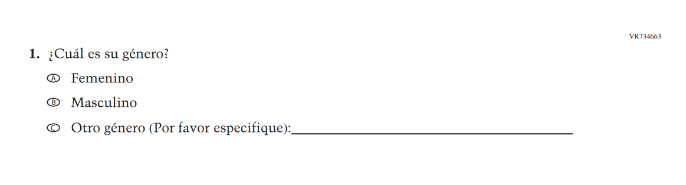 VR734663
1. ¿Cuál es su género?
A Femenino
B Masculino
C Otro género (Por favor especifique):